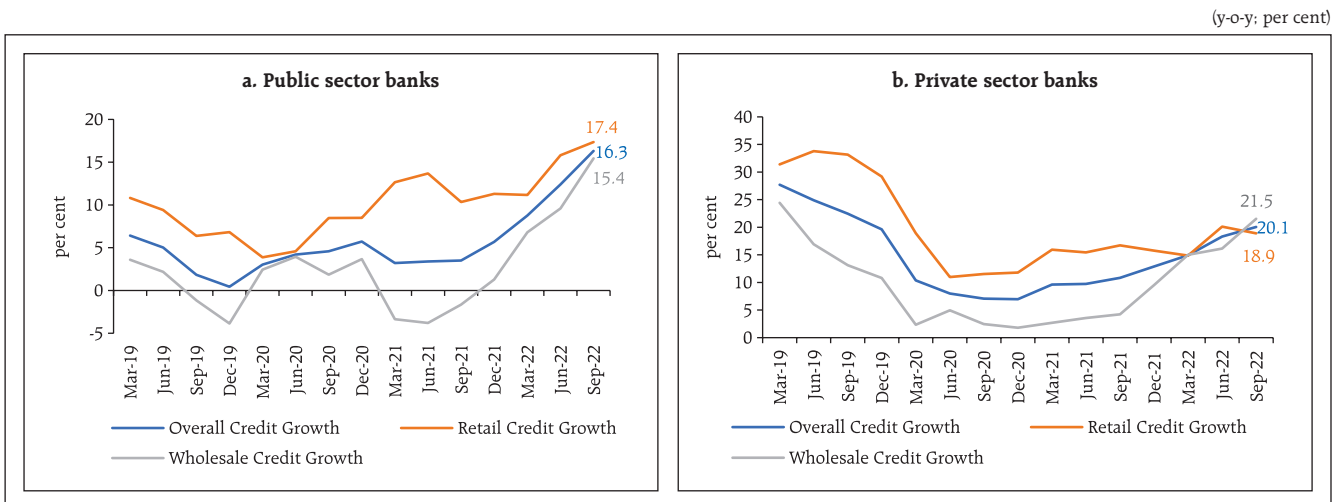 (y-o-y; per cent)
a. Public sector banks
per cent
20
15
10
5
0
-5
17.4
16.3
15.4
Mar-19
Jun-19
Sep-19
Dec-19
Mar-20
Jun-20
Sep-20
Dec-20
Mar-21
Jun-21
Sep-21
Dec-21
Mar-22
Jun-22
Sep-22
Overall Credit Growth
Retail Credit Growth
Wholesale Credit Growth
b. Private sector banks
per cent
40
35
30
25
20
15
10
5
0
21.5
20.1
18.9
Mar-19
Jun-19
Sep-19
Dec-19
Mar-20
Jun-20
Sep-20
Dec-20
Mar-21
Jun-21
Sep-21
Dec-21
Mar-22
Jun-22
Sep-22
Overall Credit Growth
Retail Credit Growth
Wholesale Credit Growth